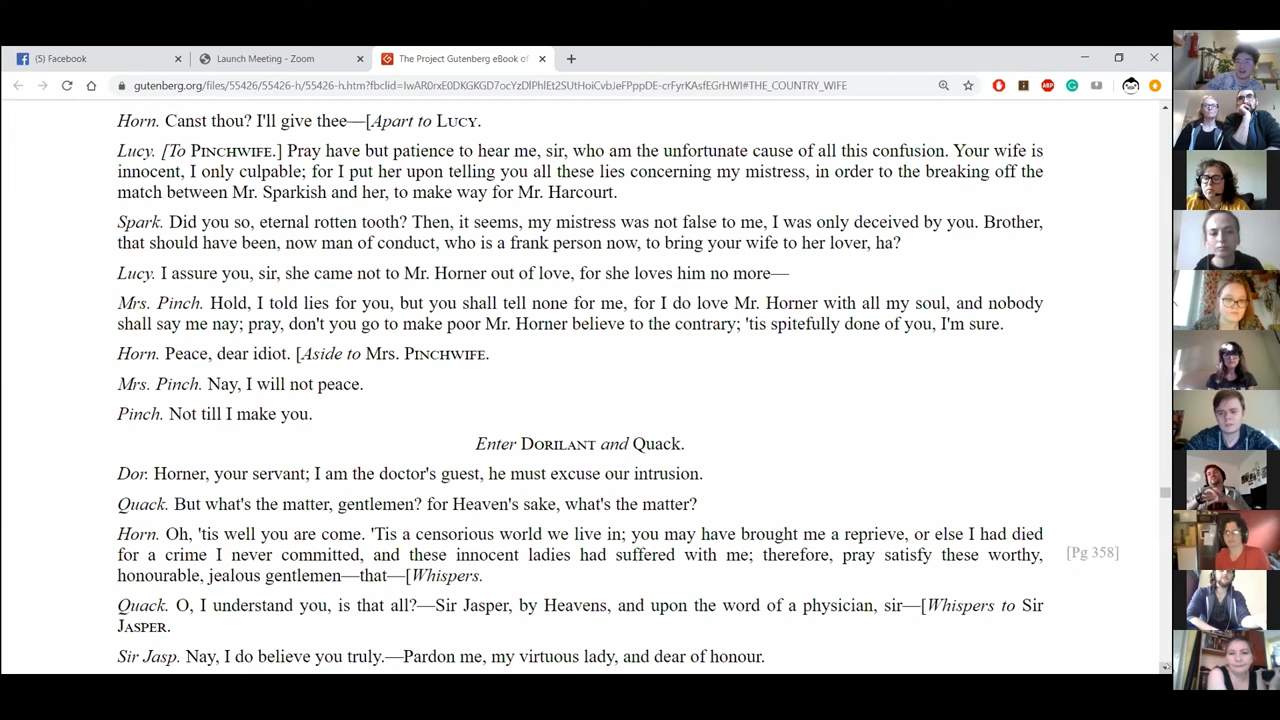 (5) Facebook
Launch Meeting - Zoom
The Project Gutenberg eBook of
gutenberg.org/files/55426/55426-h/55426-h.htm?fbclid=IwAR0rxE0DKGKGD7ocYzDlPhlEt2SUtHoiCvbJeFPppDE-crFyrKAsfEGrHWI#THE_COUNTRY_WIFE
Horn. Canst thou? I'll give thee—[Apart to LUCY.
Lucy. [To PINCHWIFE.] Pray have but patience to hear me, sir, who am the unfortunate cause of all this confusion. Your wife is
innocent, I only culpable; for I put her upon telling you all these lies concerning my mistress, in order to the breaking off the
match between Mr. Sparkish and her, to make way for Mr. Harcourt.
Spark. Did you so, eternal rotten tooth? Then, it seems, my mistress was not false to me, I was only deceived by you. Brother,
that should have been, now man of conduct, who is a frank person now, to bring your wife to her lover, ha?
Lucy. I assure you, sir, she came not to Mr. Horner out of love, for she loves him no more—
Mrs. Pinch. Hold, I told lies for you, but you shall tell none for me, for I do love Mr. Horner with all my soul, and nobody
shall say me nay; pray, don't you go to make poor Mr. Horner believe to the contrary; 'tis spitefully done of you, I'm sure.
Horn. Peace, dear idiot. [Aside to Mrs. PINCHWIFE.
Mrs. Pinch. Nay, I will not peace.
Pinch. Not till I make you.
Enter DORILANT and Quack.
Dor. Horner, your servant; I am the doctor's guest, he must excuse our intrusion.
Quack. But what's the matter, gentlemen? for Heaven's sake, what's the matter?
Horn. Oh, 'tis well you are come. 'Tis a censorious world we live in; you may have brought me a reprieve, or else I had died
for a crime I never committed, and these innocent ladies had suffered with me; therefore, pray satisfy these worthy,
[Pg 358]
honourable, jealous gentlemen—that—[Whispers.
Quack. O, I understand you, is that all?—Sir Jasper, by Heavens, and upon the word of a physician, sir—[Whispers to Sir
JASPER.
Sir Jasp. Nay, I do believe you truly.—Pardon me, my virtuous lady, and dear of honour.